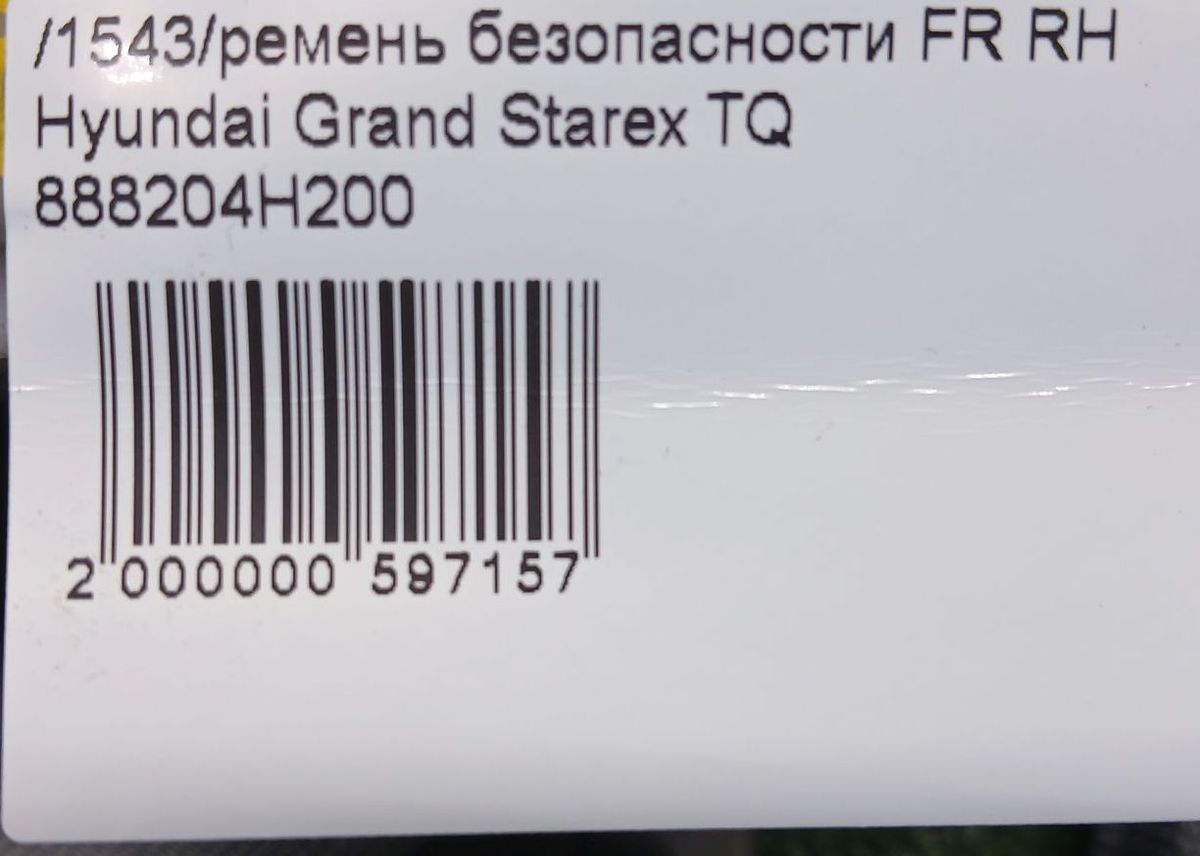 /1543/ремень безопасности FR RH
Hyundai Grand Starex TQ
888204H200
2 000000 597157